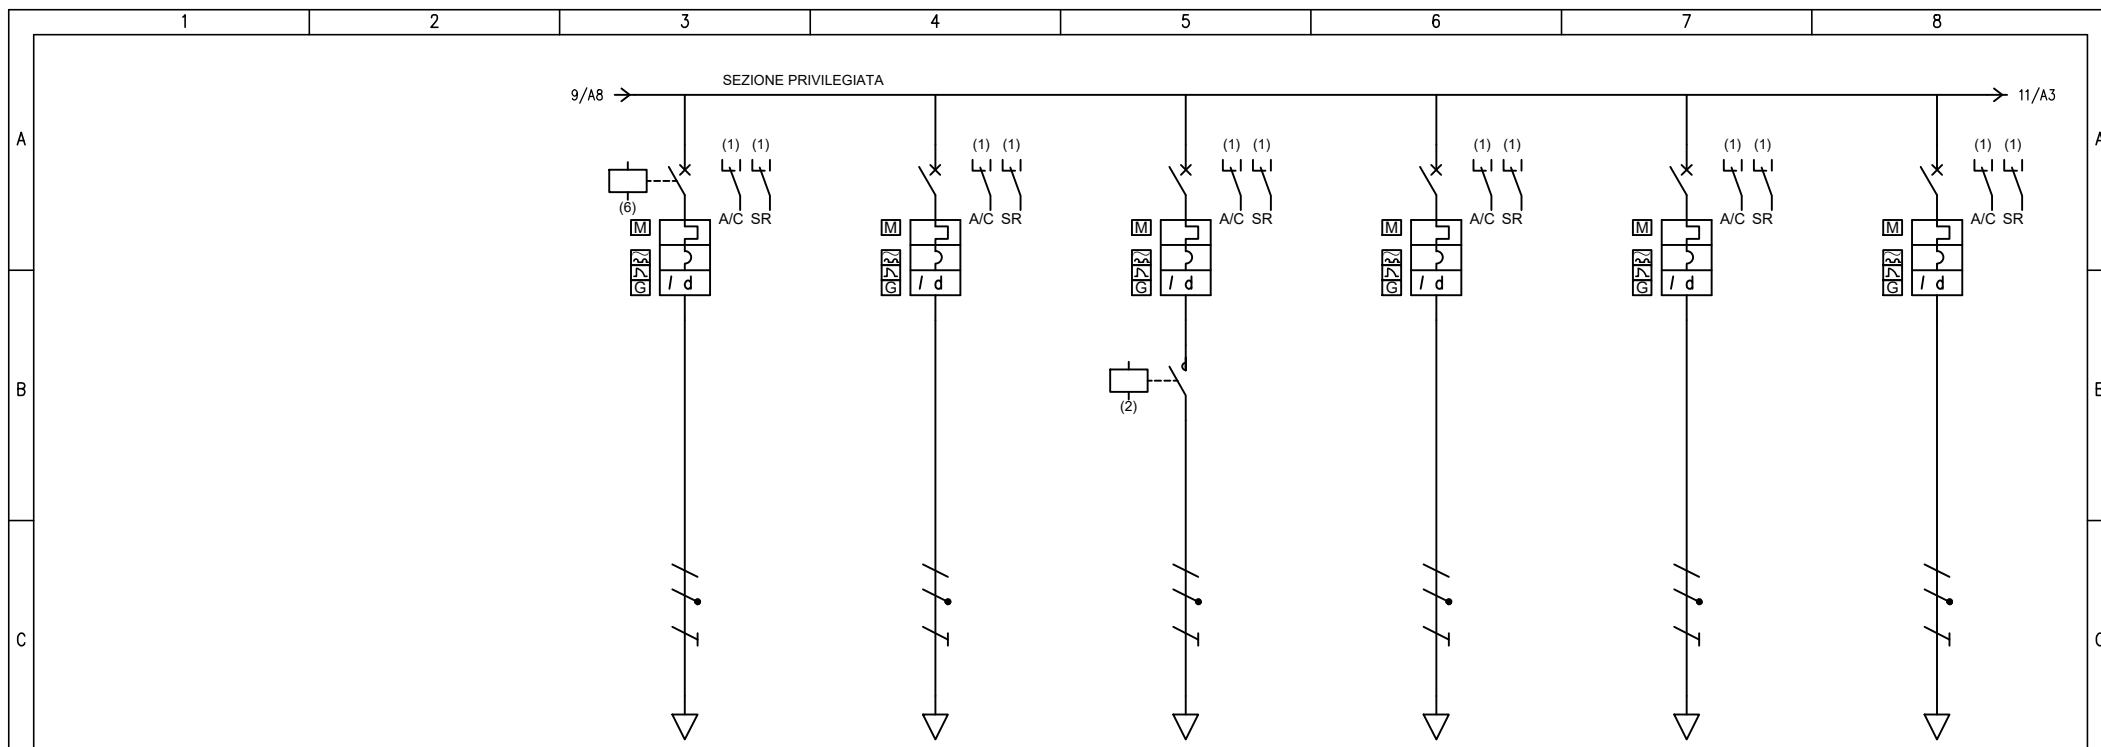 1 2 3 4 5 6 7 8
SEZIONE PRIVILEGIATA
9/A8 11/A3
A A
(1) (1) (1) (1) (1) (1) (1) (1) (1) (1) (1) (1)
(6)
A/C SR A/C SR A/C SR A/C SR A/C SR A/C SR
M M M M M M
G I d G I d G I d G I d G I d G I d
B B
(2)
C C